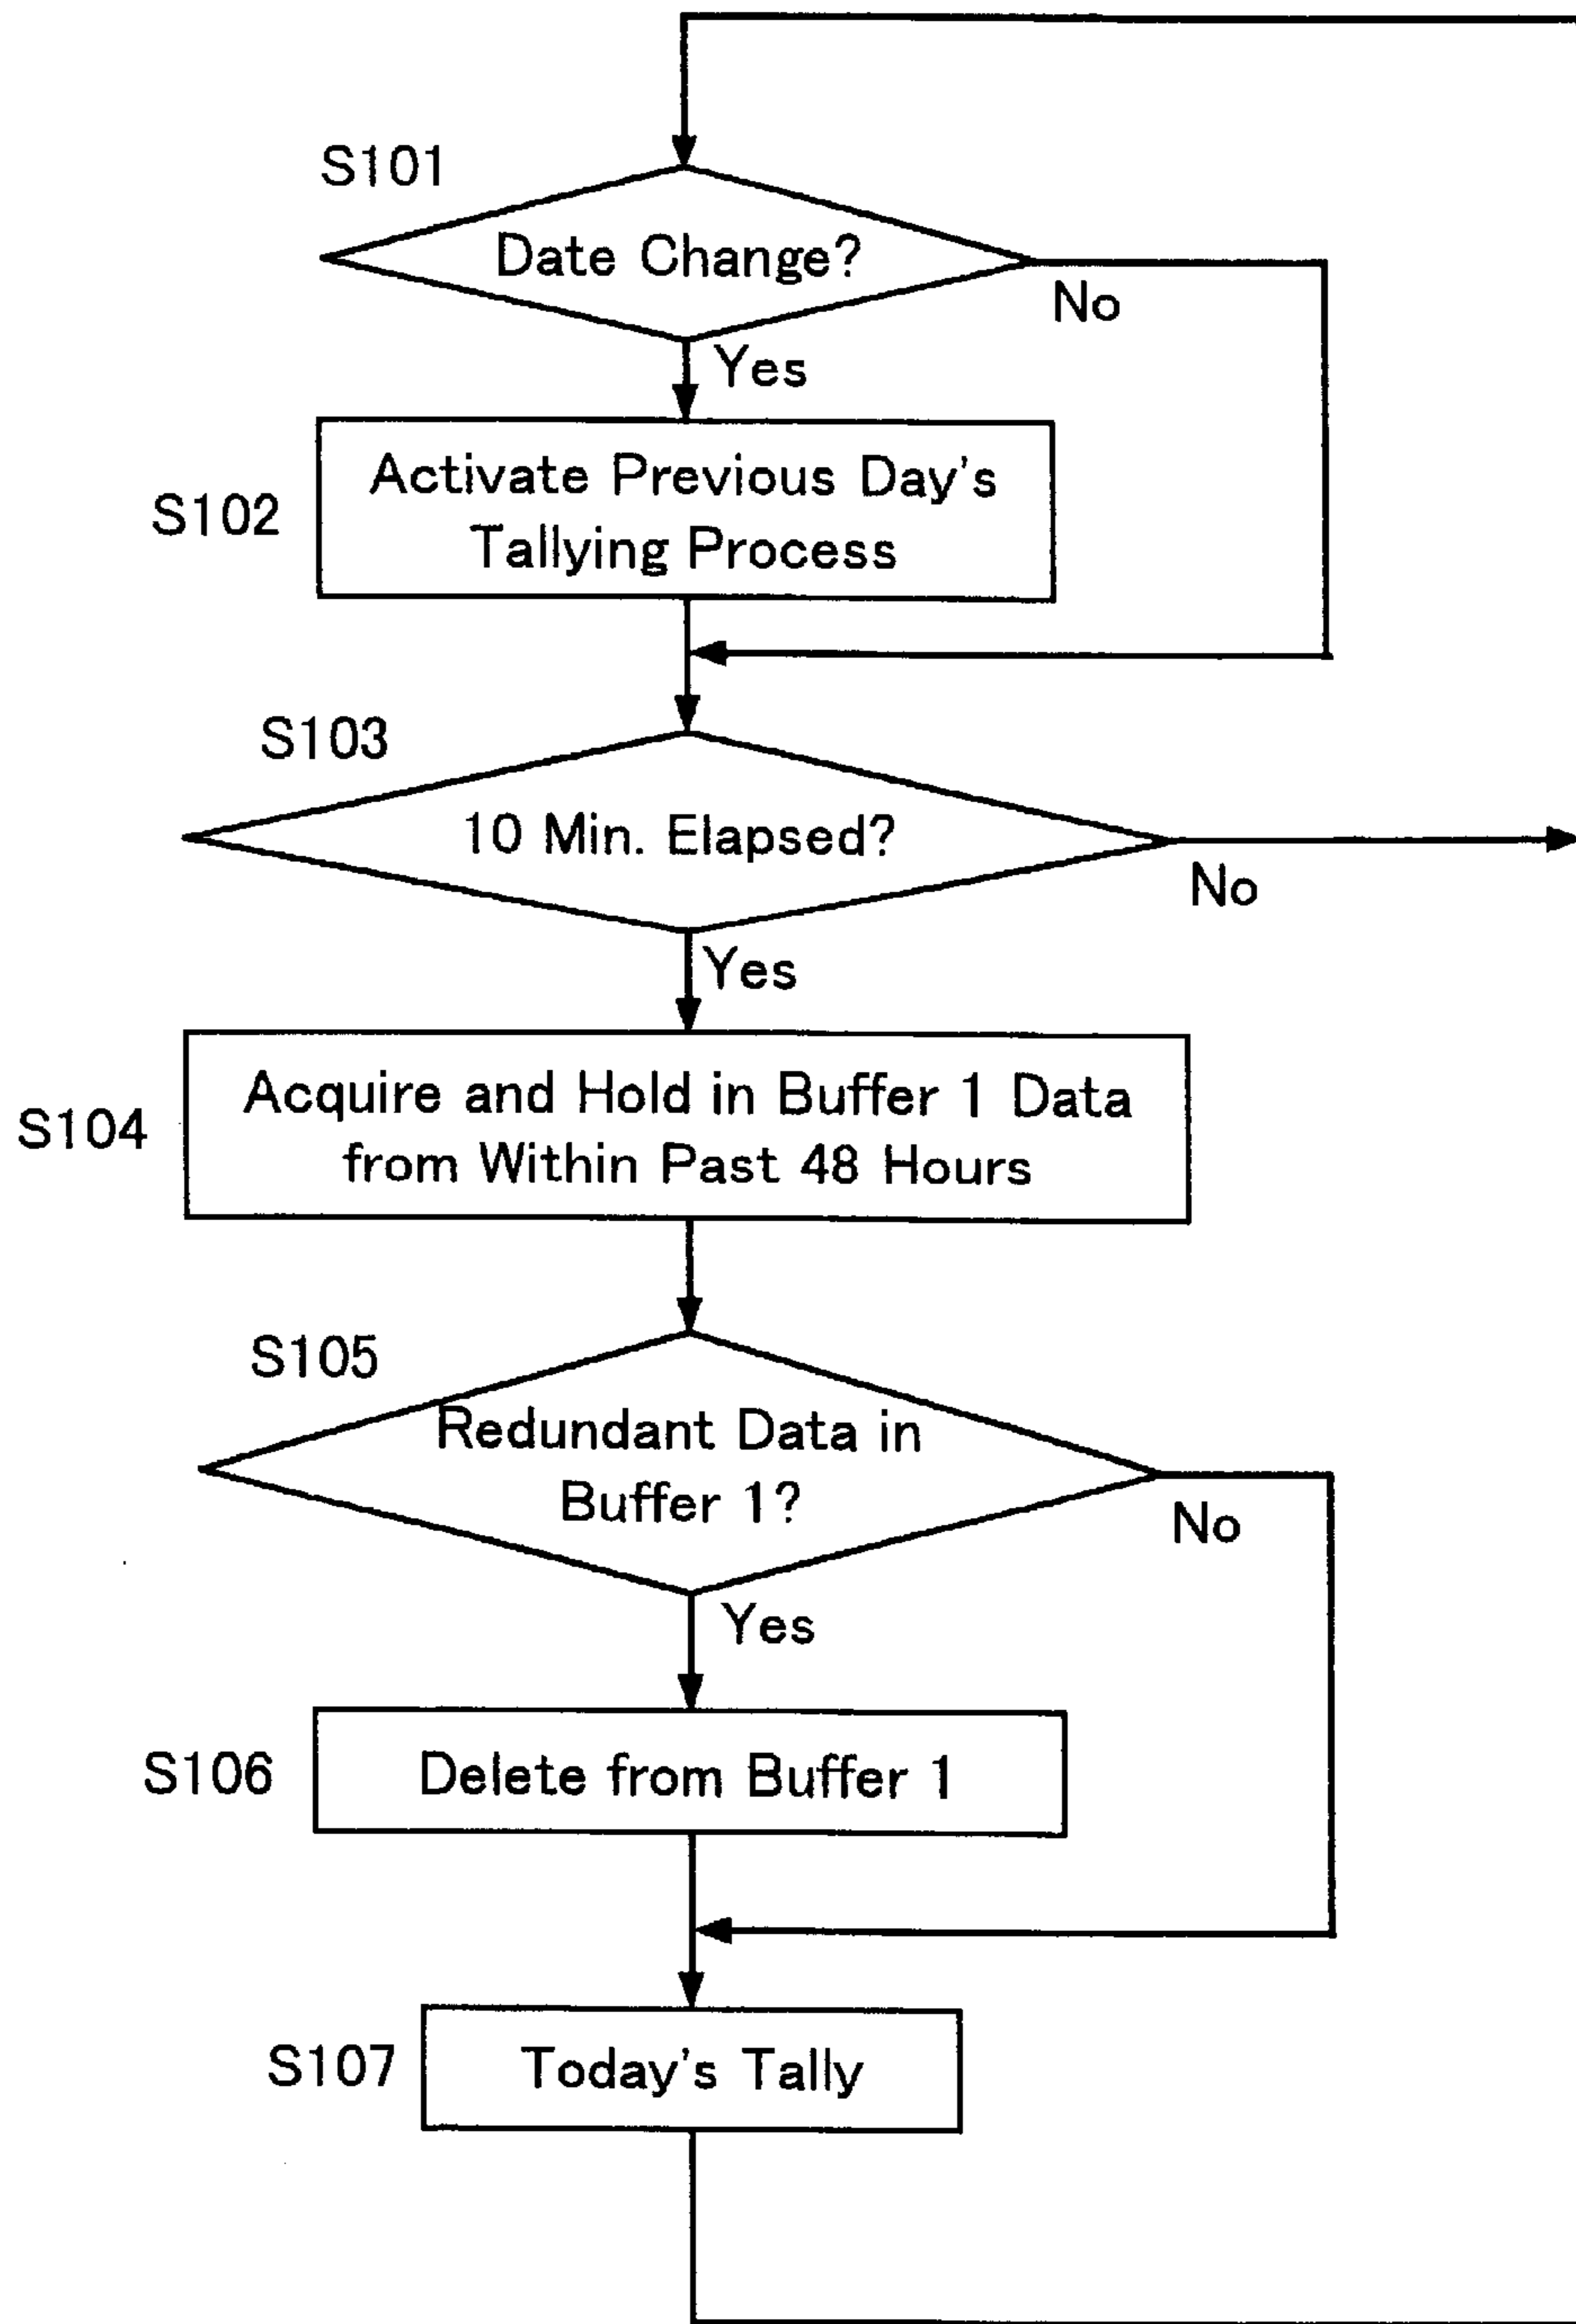 S101
Date Change?
No
Yes
S102
Activate Previous Day's
Tallying Process
S103
10 Min. Elapsed?
No
Yes
S104
Acquire and Hold in Buffer 1 Data
from Within Past 48 Hours
S105
Redundant Data in
Buffer 1?
No
Yes
S106
Delete from Buffer 1
S107
Today's Tally